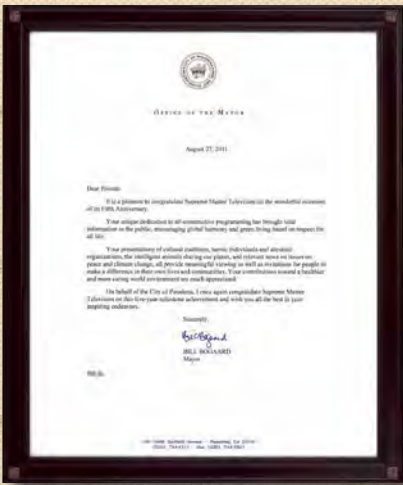 OFFICE OF THE MAYOR
August 27, 2011
Dear Friends:
It is a pleasure to congratulate Supreme Master Television on the wonderful occasion
of its Fifth Anniversary.
Your unique dedication to all-constructive programming has brought vital
information to the public, encouraging global harmony and green living based on respect for
all life.
Your presentations of cultural traditions, heroic individuals and altruistic
organizations, the intelligent animals sharing our planet, and relevant news on issues on
peace and climate change, all provide meaningful viewing as well as invitations for people to
make a difference in their own lives and communities. Your contributions toward a healthier
and more caring world environment are much appreciated.
On behalf of the City of Pasadena, I once again congratulate Supreme Master
Television on this five-year milestone achievement and wish you all the best in your
inspiring endeavors.
Sincerely,
Bill Bogaard
BILL BOGAARD
Mayor